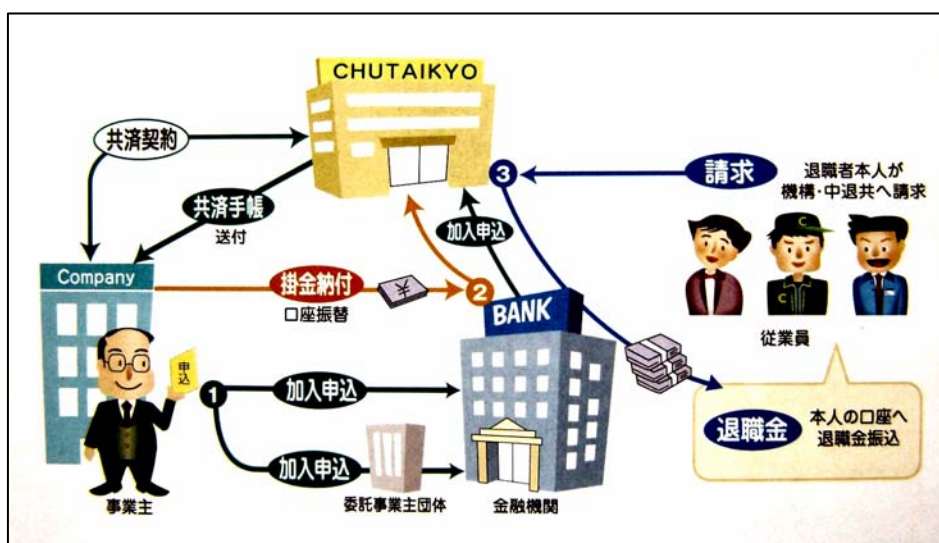 CHUTAIKYO
共済契約
3
請求
退職者本人が
機構・中退共へ請求
共済手帳
送付
加入申込
C
C
Company
掛金納付
口座振替
2
BANK
従業員
申込
1
加入申込
退職金
本人の口座へ
退職金振込
加入申込
事業主
委託事業主団体
金融機関